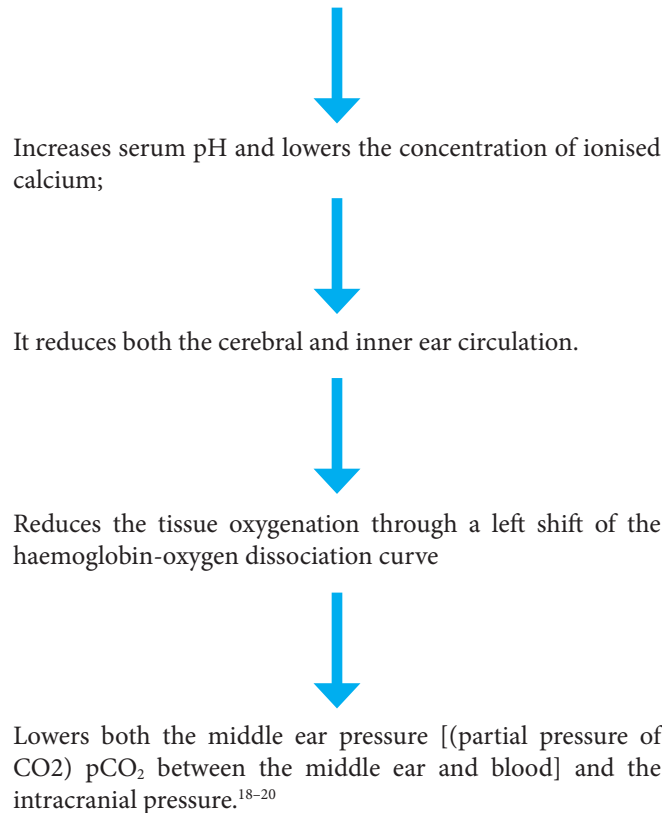 Increases serum pH and lowers the concentration of ionised
calcium;
It reduces both the cerebral and inner ear circulation.
Reduces the tissue oxygenation through a left shift of the
haemoglobin-oxygen dissociation curve
Lowers both the middle ear pressure [(partial pressure of
CO2) pCO₂ between the middle ear and blood] and the
intracranial pressure.¹⁸⁻²⁰